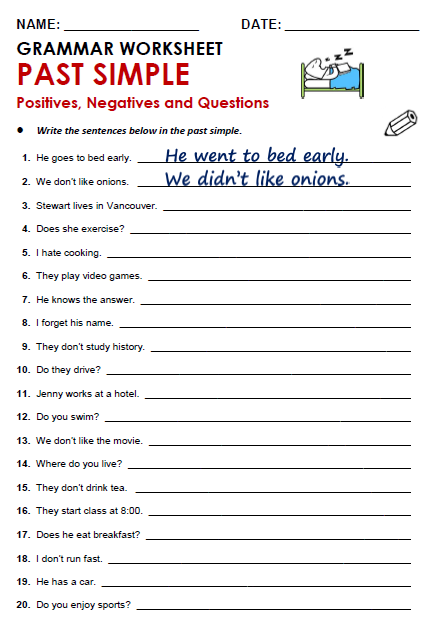 NAME: ____________________ DATE: ____________________
GRAMMAR WORKSHEET
PAST SIMPLE
Positives, Negatives and Questions
● Write the sentences below in the past simple.
1. He goes to bed early. He went to bed early.
2. We don't like onions. We didn't like onions.
3. Stewart lives in Vancouver. ____________________
4. Does she exercise? ____________________
5. I hate cooking. ____________________
6. They play video games. ____________________
7. He knows the answer. ____________________
8. I forget his name. ____________________
9. They don't study history. ____________________
10. Do they drive? ____________________
11. Jenny works at a hotel. ____________________
12. Do you swim? ____________________
13. We don't like the movie. ____________________
14. Where do you live? ____________________
15. They don't drink tea. ____________________
16. They start class at 8:00. ____________________
17. Does he eat breakfast? ____________________
18. I don't run fast. ____________________
19. He has a car. ____________________
20. Do you enjoy sports? ____________________